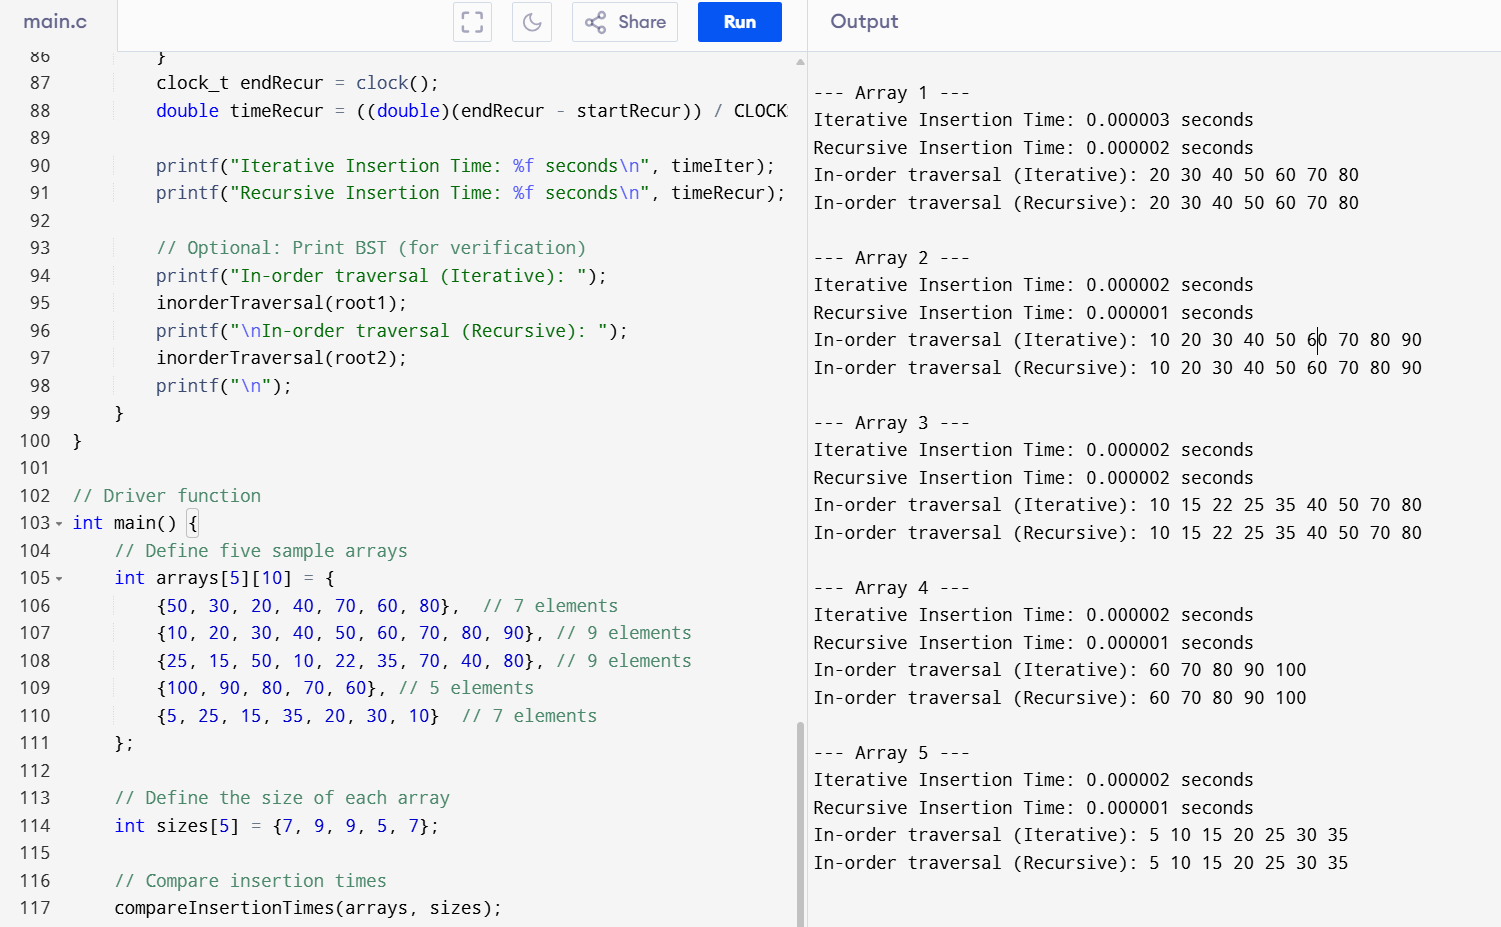 main.c
Share
Run
Output
86         }
87         clock_t endRecur = clock();
88         double timeRecur = ((double)(endRecur - startRecur)) / CLOCK
89
90         printf("Iterative Insertion Time: %f seconds\n", timeIter);
91         printf("Recursive Insertion Time: %f seconds\n", timeRecur);
92
93         // Optional: Print BST (for verification)
94         printf("In-order traversal (Iterative): ");
95         inorderTraversal(root1);
96         printf("\nIn-order traversal (Recursive): ");
97         inorderTraversal(root2);
98         printf("\n");
99     }
100 }
101
102 // Driver function
103 int main() {
104     // Define five sample arrays
105     int arrays[5][10] = {
106         {50, 30, 20, 40, 70, 60, 80},  // 7 elements
107         {10, 20, 30, 40, 50, 60, 70, 80, 90}, // 9 elements
108         {25, 15, 50, 10, 22, 35, 70, 40, 80}, // 9 elements
109         {100, 90, 80, 70, 60}, // 5 elements
110         {5, 25, 15, 35, 20, 30, 10}  // 7 elements
111     };
112
113     // Define the size of each array
114     int sizes[5] = {7, 9, 9, 5, 7};
115
116     // Compare insertion times
117     compareInsertionTimes(arrays, sizes);
--- Array 1 ---
Iterative Insertion Time: 0.000003 seconds
Recursive Insertion Time: 0.000002 seconds
In-order traversal (Iterative): 20 30 40 50 60 70 80
In-order traversal (Recursive): 20 30 40 50 60 70 80
--- Array 2 ---
Iterative Insertion Time: 0.000002 seconds
Recursive Insertion Time: 0.000001 seconds
In-order traversal (Iterative): 10 20 30 40 50 60 70 80 90
In-order traversal (Recursive): 10 20 30 40 50 60 70 80 90
--- Array 3 ---
Iterative Insertion Time: 0.000002 seconds
Recursive Insertion Time: 0.000002 seconds
In-order traversal (Iterative): 10 15 22 25 35 40 50 70 80
In-order traversal (Recursive): 10 15 22 25 35 40 50 70 80
--- Array 4 ---
Iterative Insertion Time: 0.000002 seconds
Recursive Insertion Time: 0.000001 seconds
In-order traversal (Iterative): 60 70 80 90 100
In-order traversal (Recursive): 60 70 80 90 100
--- Array 5 ---
Iterative Insertion Time: 0.000002 seconds
Recursive Insertion Time: 0.000001 seconds
In-order traversal (Iterative): 5 10 15 20 25 30 35
In-order traversal (Recursive): 5 10 15 20 25 30 35